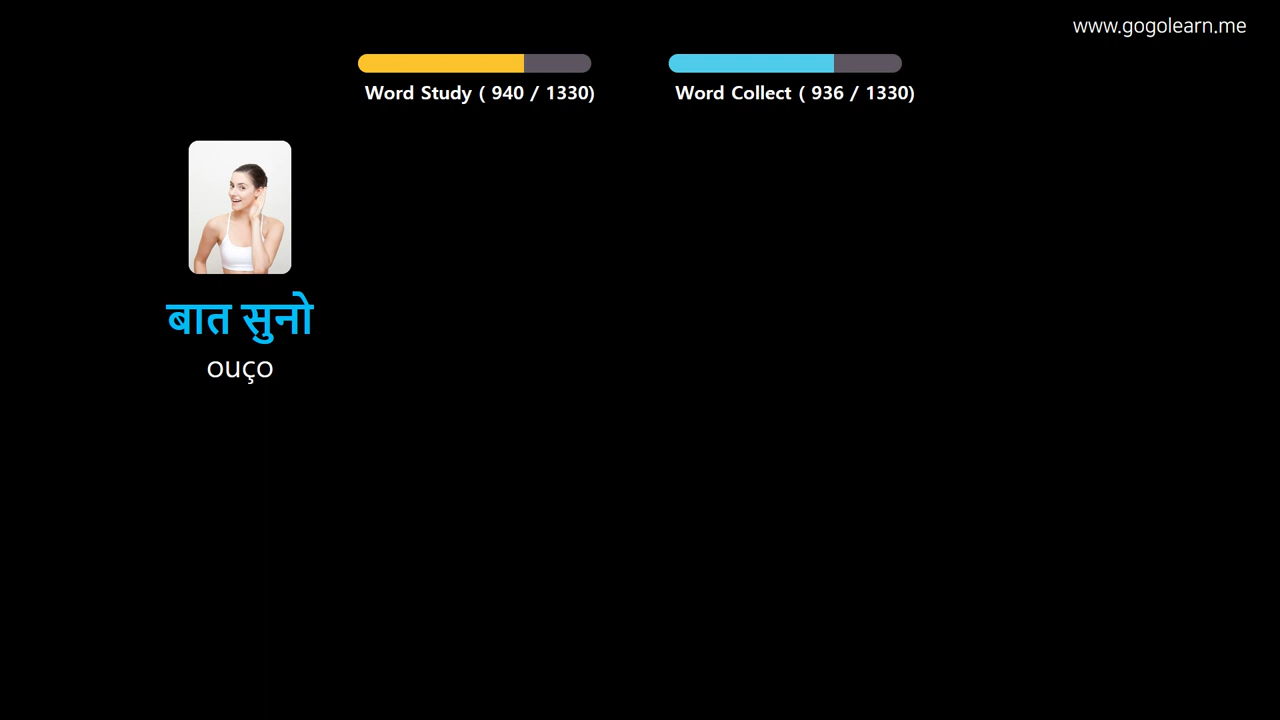 www.gogolearn.me
Word Study ( 940 / 1330)
Word Collect ( 936 / 1330)
बात सुनो
ouço